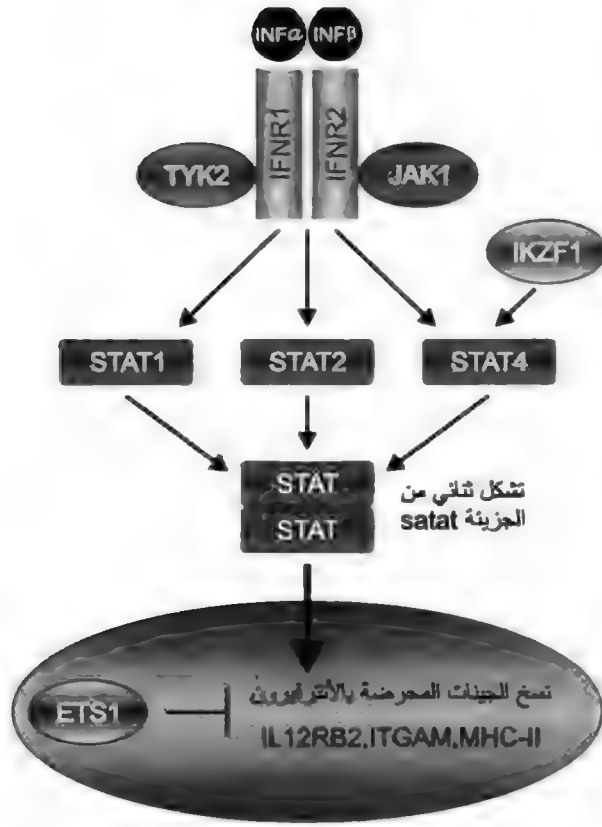 INFα INFβ
IFNR1 IFNR2
TYK2 JAK1
IKZF1
STAT1 STAT2 STAT4
STAT
STAT
تشكل ثنائي من
الجزيئة satat
نسخ الجينات المحرضة بالأنترفيرون
ETS1
IL12RB2,ITGAM,MHC-II